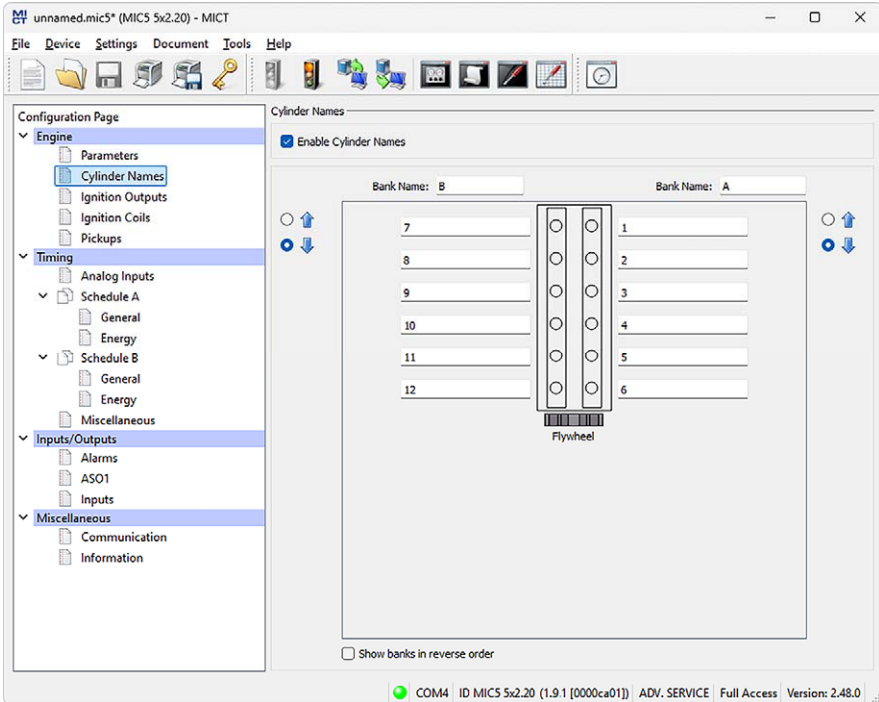 MICT unnamed.mic5* (MIC5 5x2.20) - MICT
File Device Settings Document Tools Help
Configuration Page
Engine
Parameters
Cylinder Names
Ignition Outputs
Ignition Coils
Pickups
Timing
Analog Inputs
Schedule A
General
Energy
Schedule B
General
Energy
Miscellaneous
Inputs/Outputs
Alarms
ASO1
Inputs
Miscellaneous
Communication
Information
Cylinder Names
Enable Cylinder Names
Bank Name: B Bank Name: A
7 1
8 2
9 3
10 4
11 5
12 6
Flywheel
Show banks in reverse order
COM4 ID MIC5 5x2.20 (1.9.1 [0000ca01]) ADV. SERVICE Full Access Version: 2.48.0